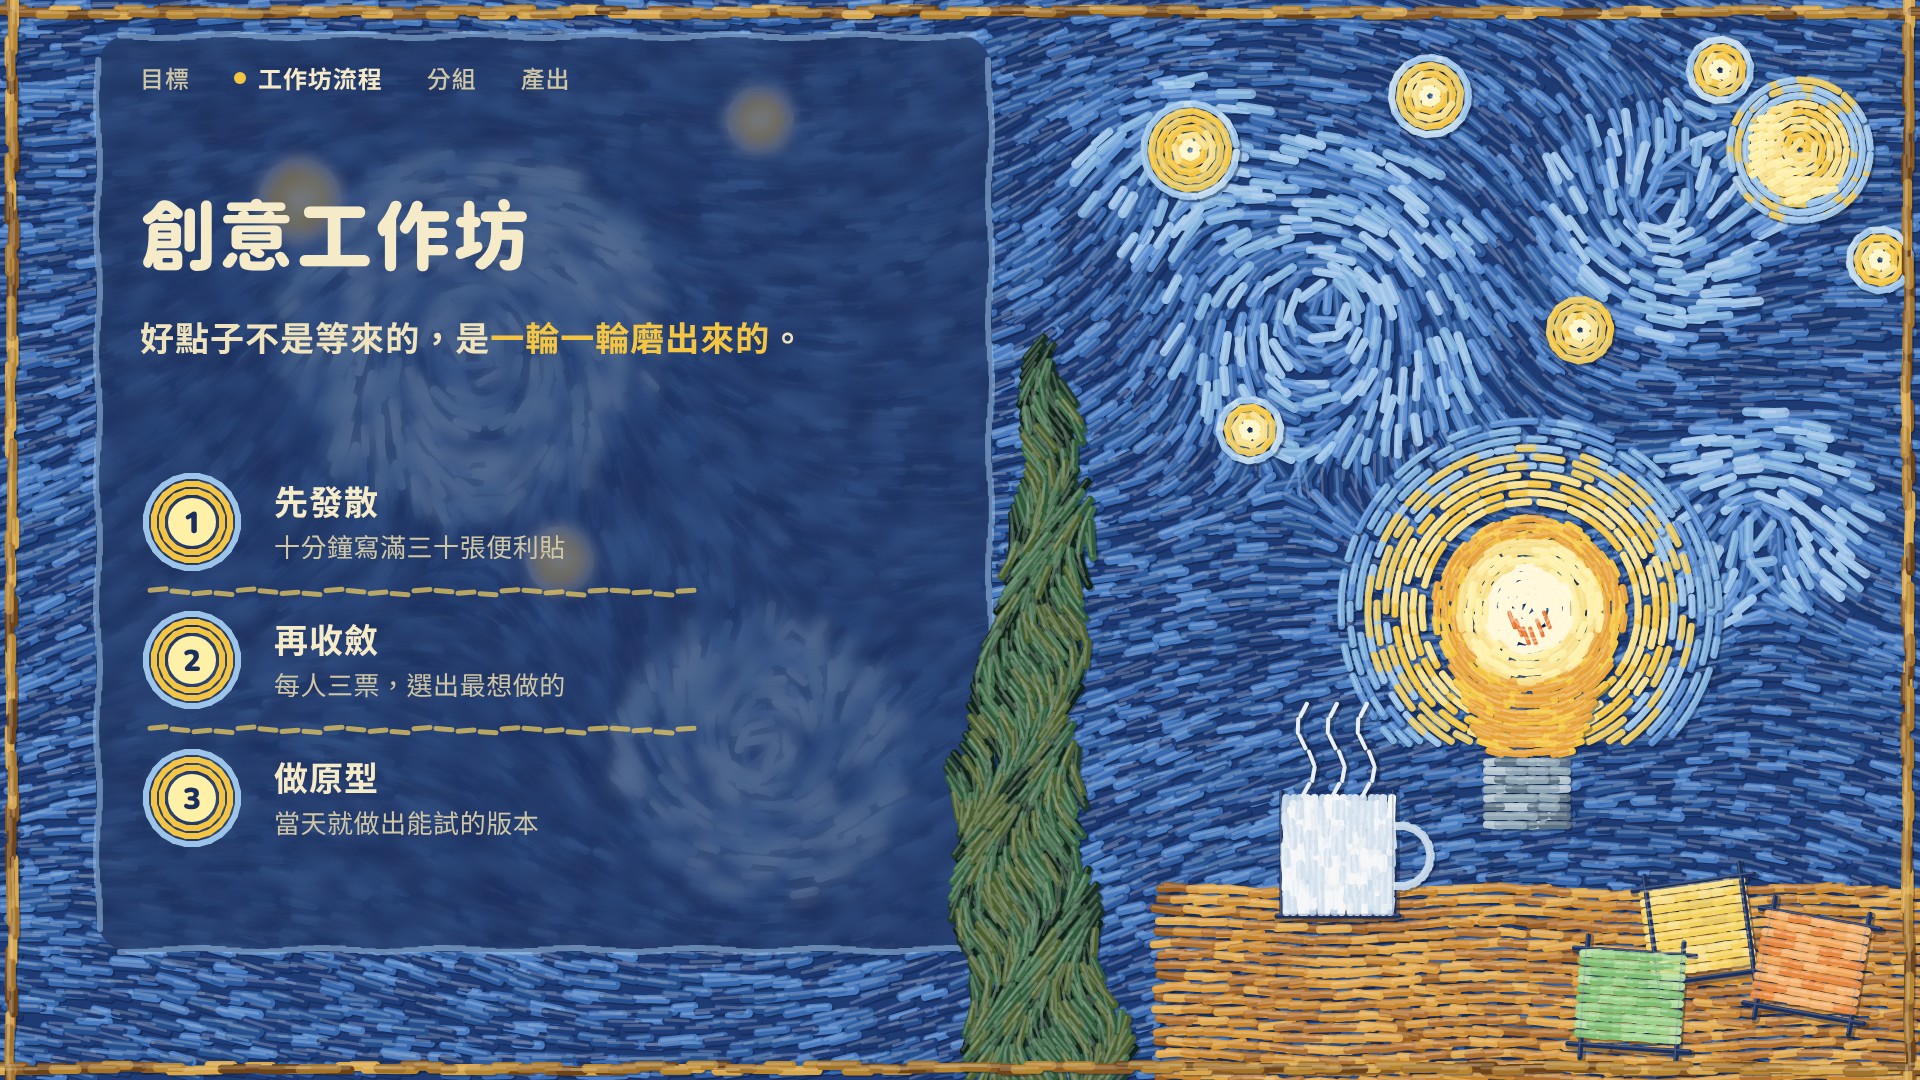 目標 工作坊流程 分組 產出
創意工作坊
好點子不是等來的，是一輪一輪磨出來的。
1 先發散
十分鐘寫滿三十張便利貼
2 再收斂
每人三票，選出最想做的
3 做原型
當天就做出能試的版本